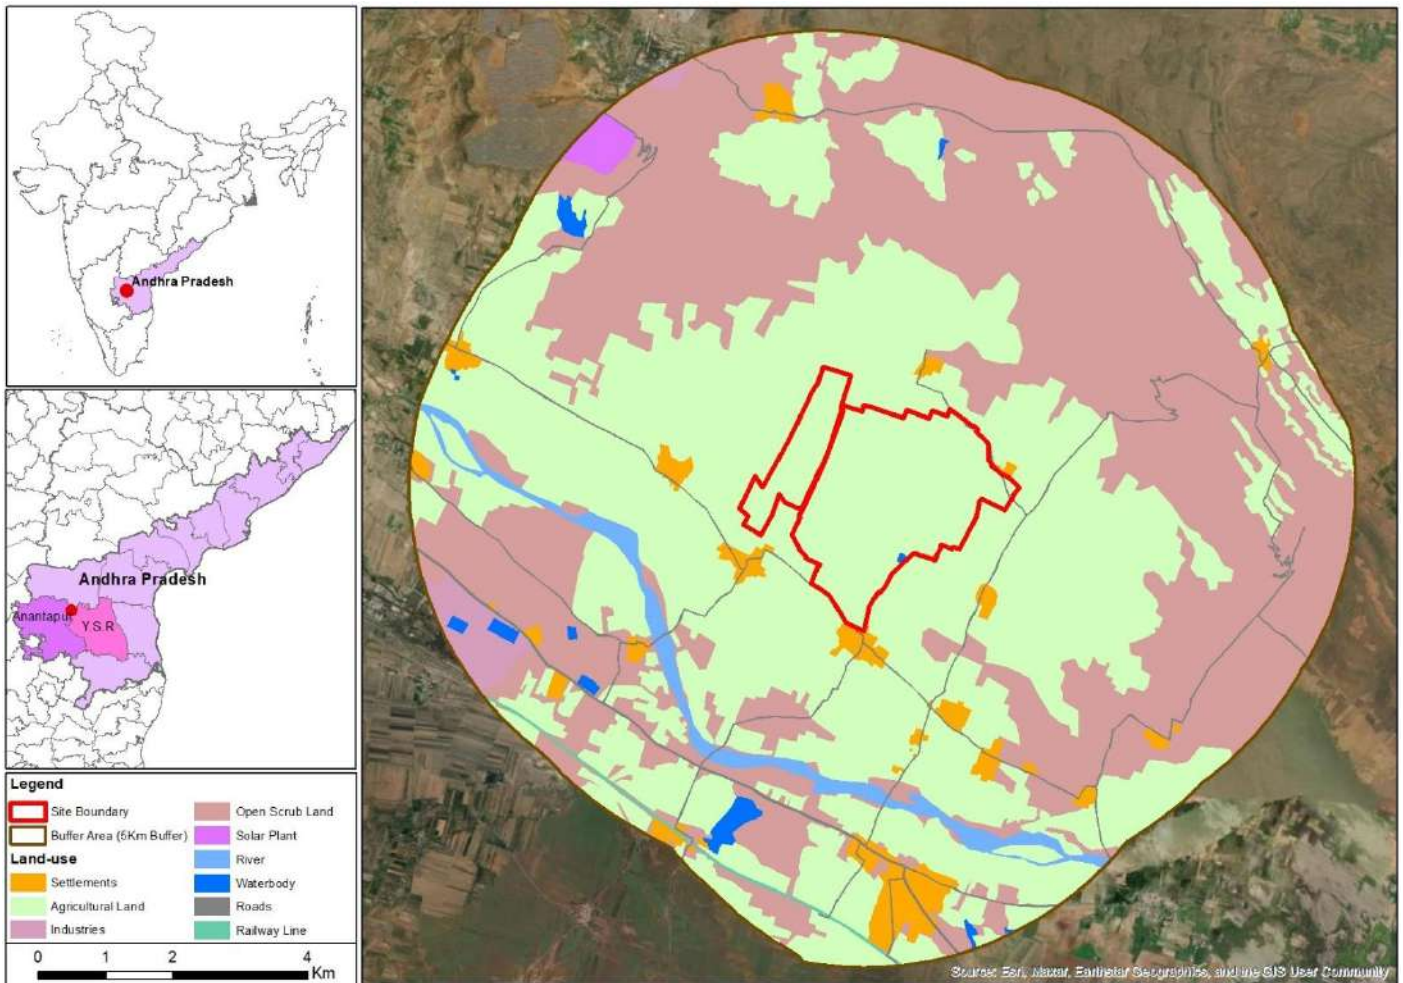 Andhra Pradesh
Andhra Pradesh
Anantapur
Y.S.R
Legend
Site Boundary
Buffer Area (5Km Buffer)
Land-use
Settlements
Agricultural Land
Industries
Open Scrub Land
Solar Plant
River
Waterbody
Roads
Railway Line
0 1 2 4
Km
Source: Esri, Maxar, Earthstar Geographics, and the GIS User Community